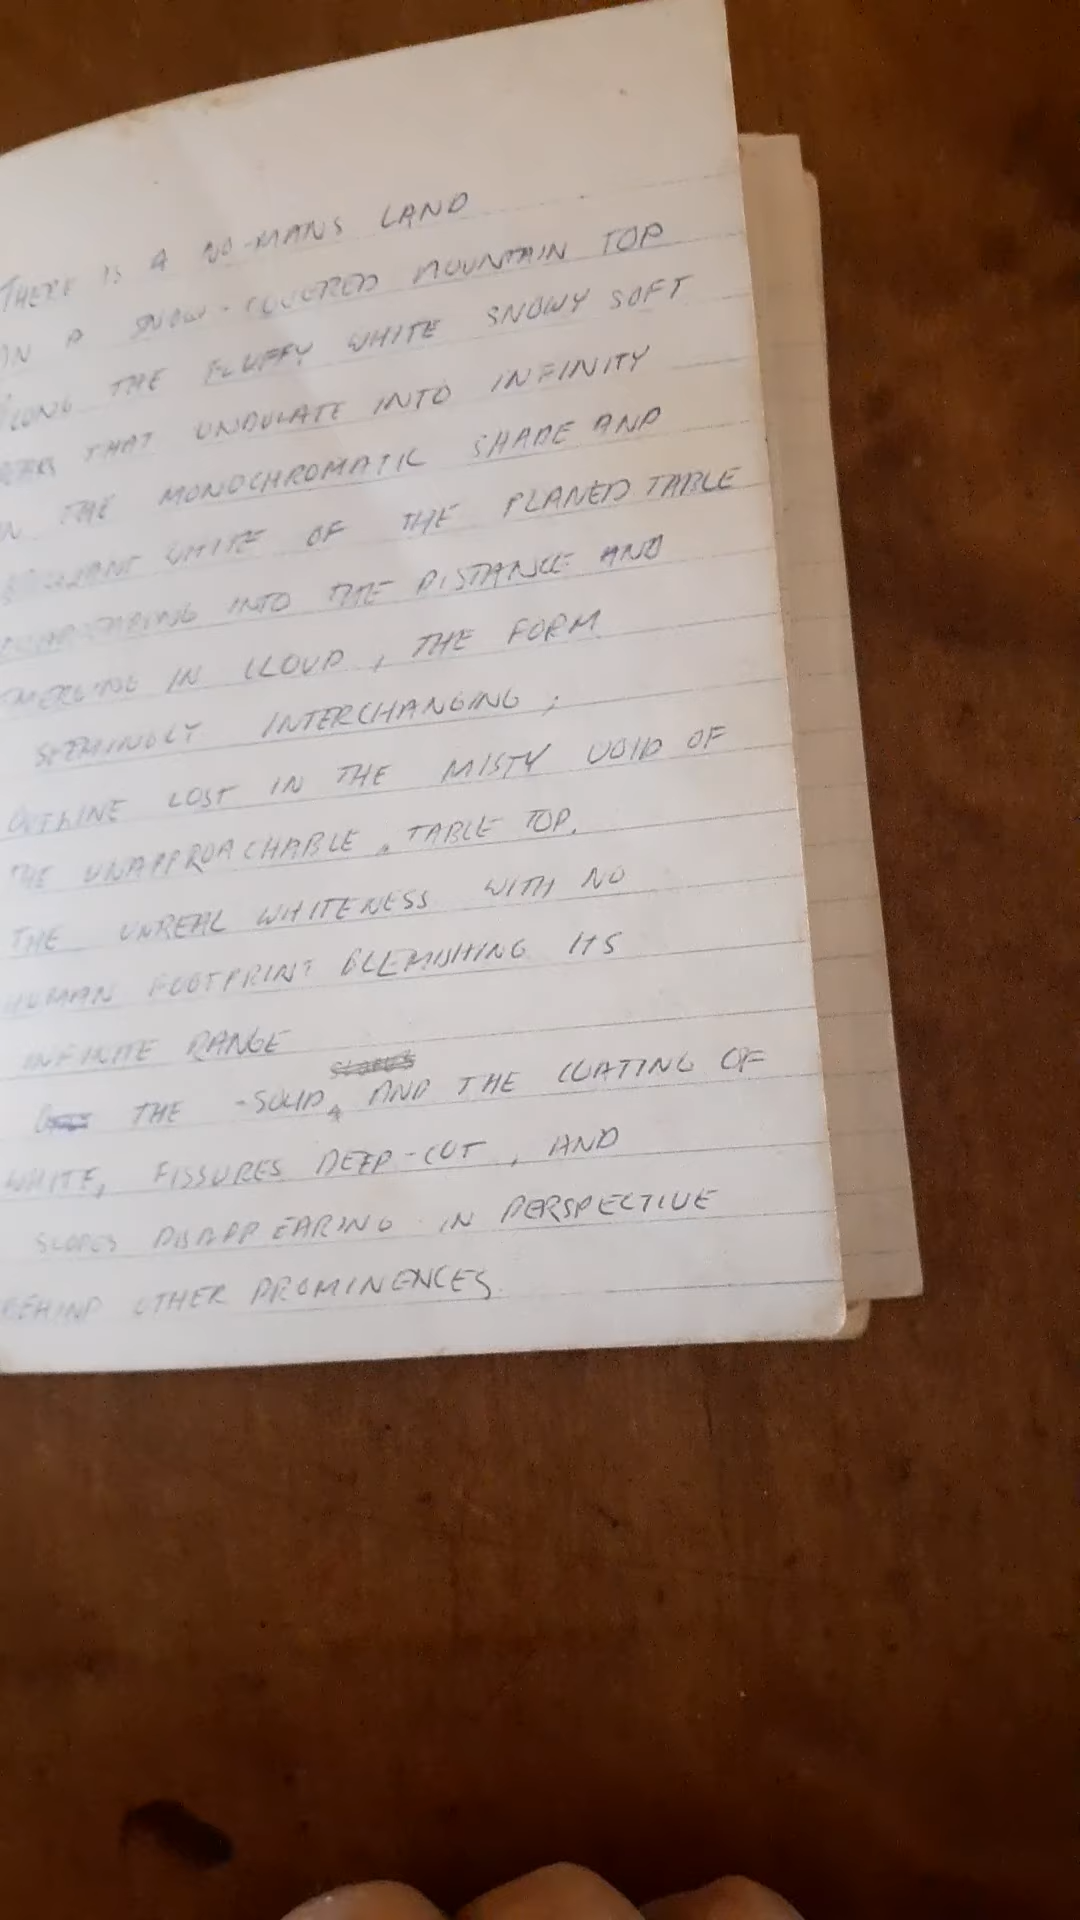 THERE IS A NO-MANS LAND
ON A SNOW-COVERED MOUNTAIN TOP
ALONG THE FLUFFY WHITE SNOWY SOFT
THAT UNDULATE INTO INFINITY
IN THE MONOCHROMATIC SHADE AND
WHITE OF THE PLANED TABLE
INTO THE DISTANCE AND
MERGING IN CLOUD, THE FORM
SEEMINGLY INTERCHANGING;
OUTLINE LOST IN THE MISTY VOID OF
THE UNAPPROACHABLE. TABLE TOP.
THE UNREAL WHITENESS WITH NO
HUMAN FOOTPRINT BLEMISHING ITS
INFINITE RANGE
THE -SOLID, AND THE COATING OF
WHITE, FISSURES DEEP-CUT, AND
SLOPES DISAPPEARING IN PERSPECTIVE
BEHIND OTHER PROMINENCES